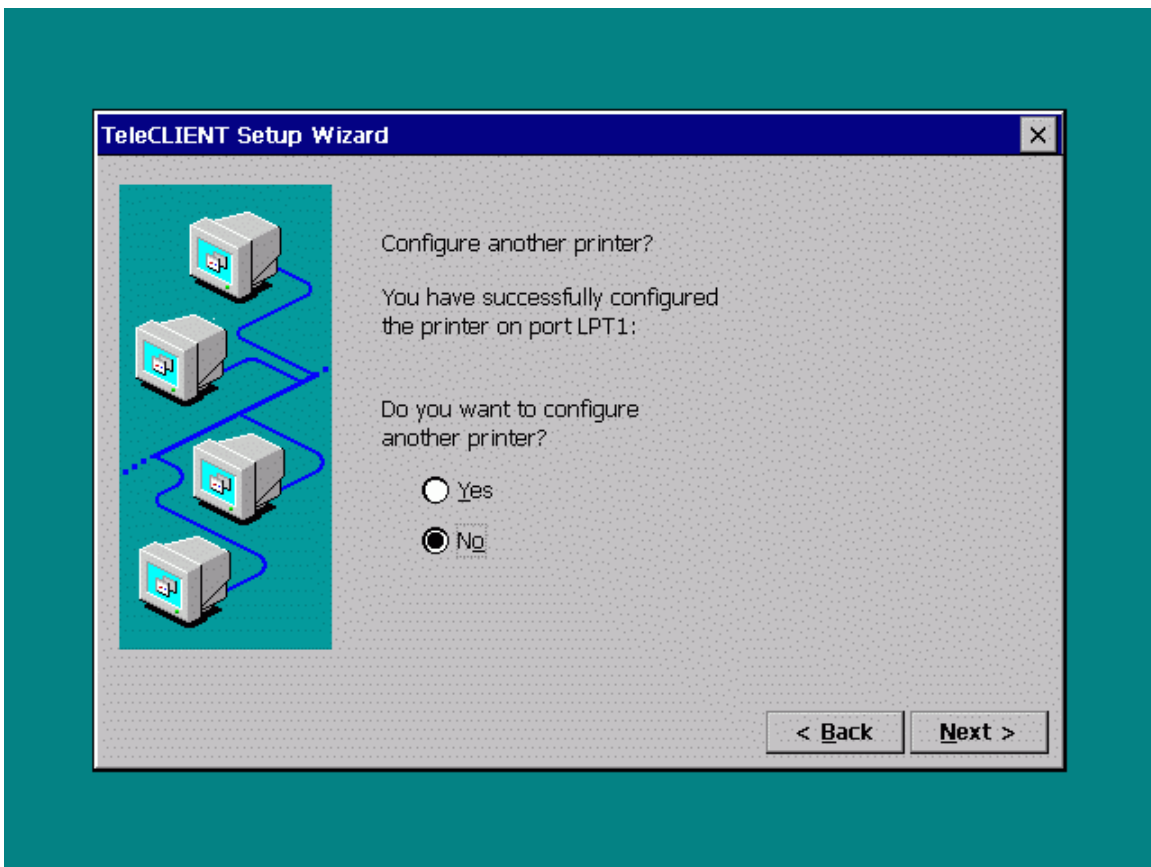 TeleCLIENT Setup Wizard
Configure another printer?
You have successfully configured
the printer on port LPT1:
Do you want to configure
another printer?
Yes
No
< Back
Next >